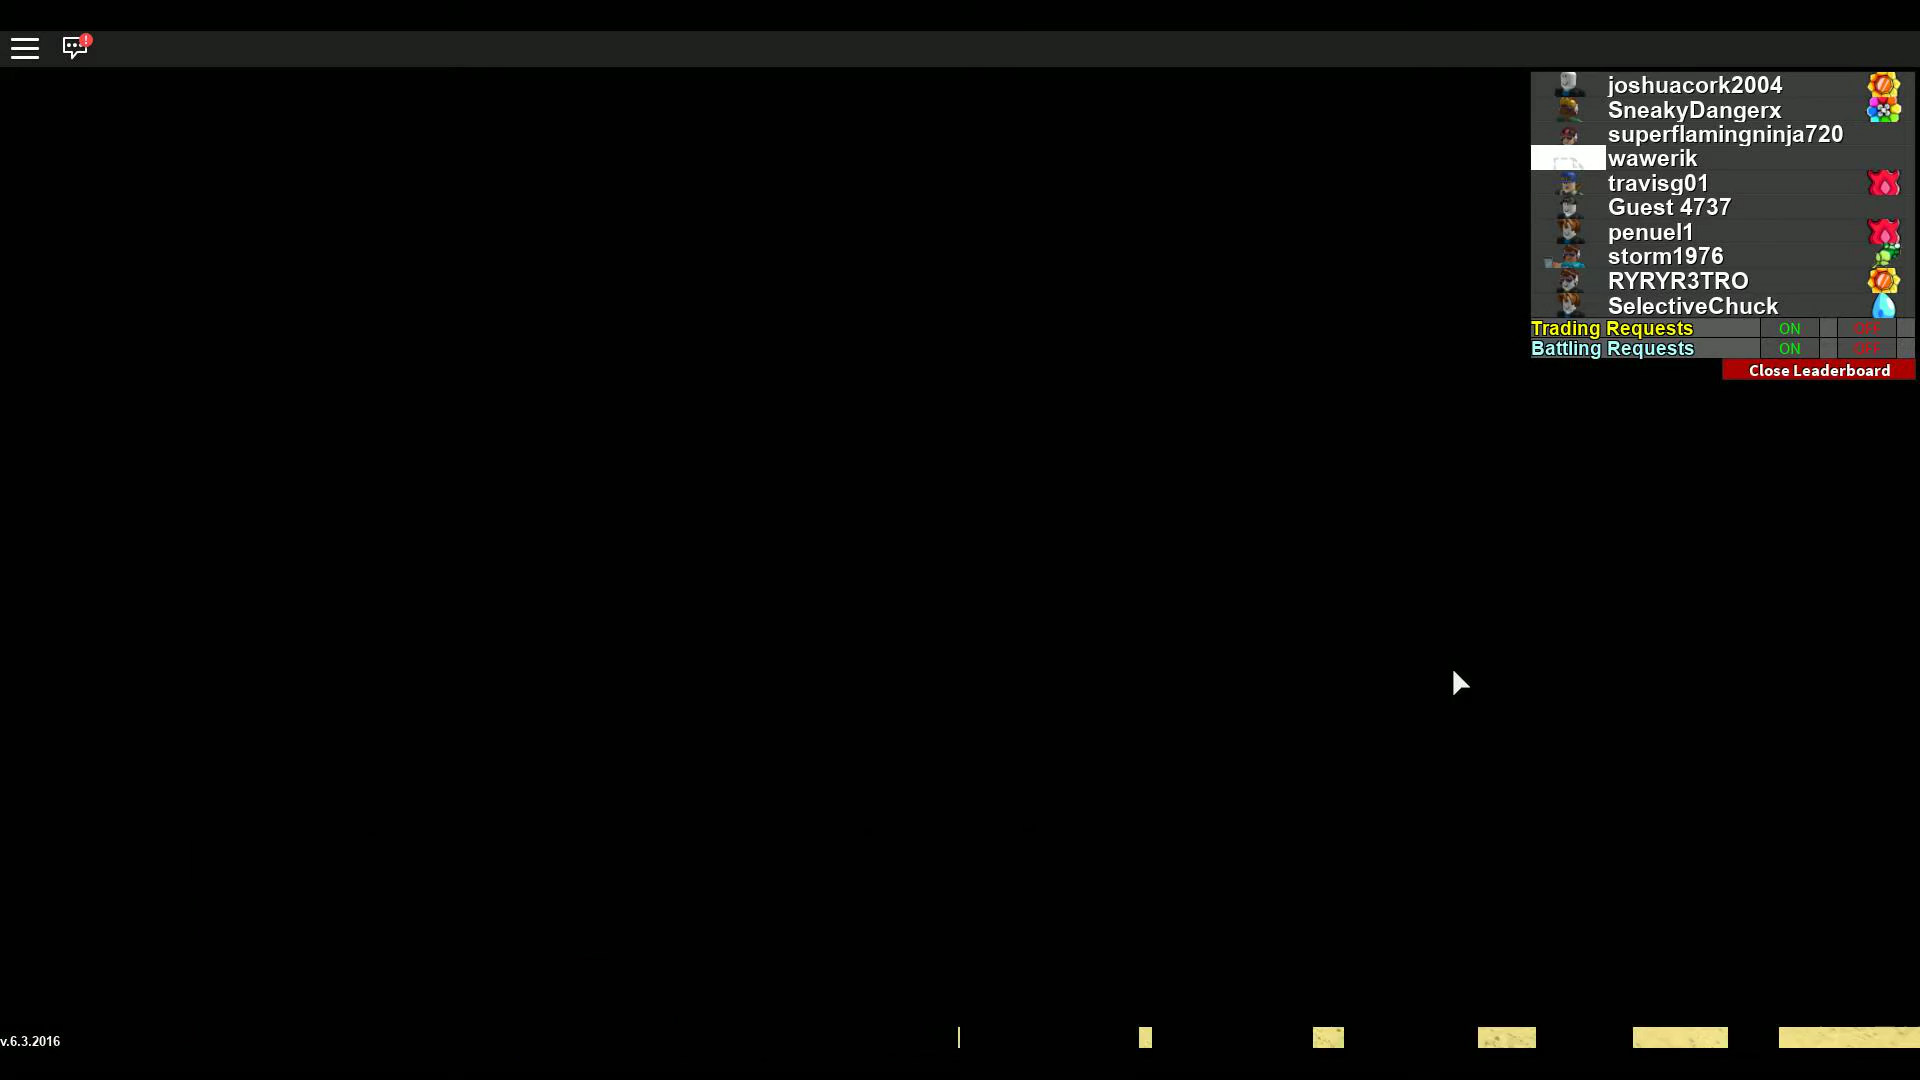 joshuacork2004
SneakyDangerx
superflamingninja720
wawerik
travisg01
Guest 4737
penuel1
storm1976
RYRYR3TRO
SelectiveChuck
Trading Requests ON OFF
Battling Requests ON OFF
Close Leaderboard
v.6.3.2016